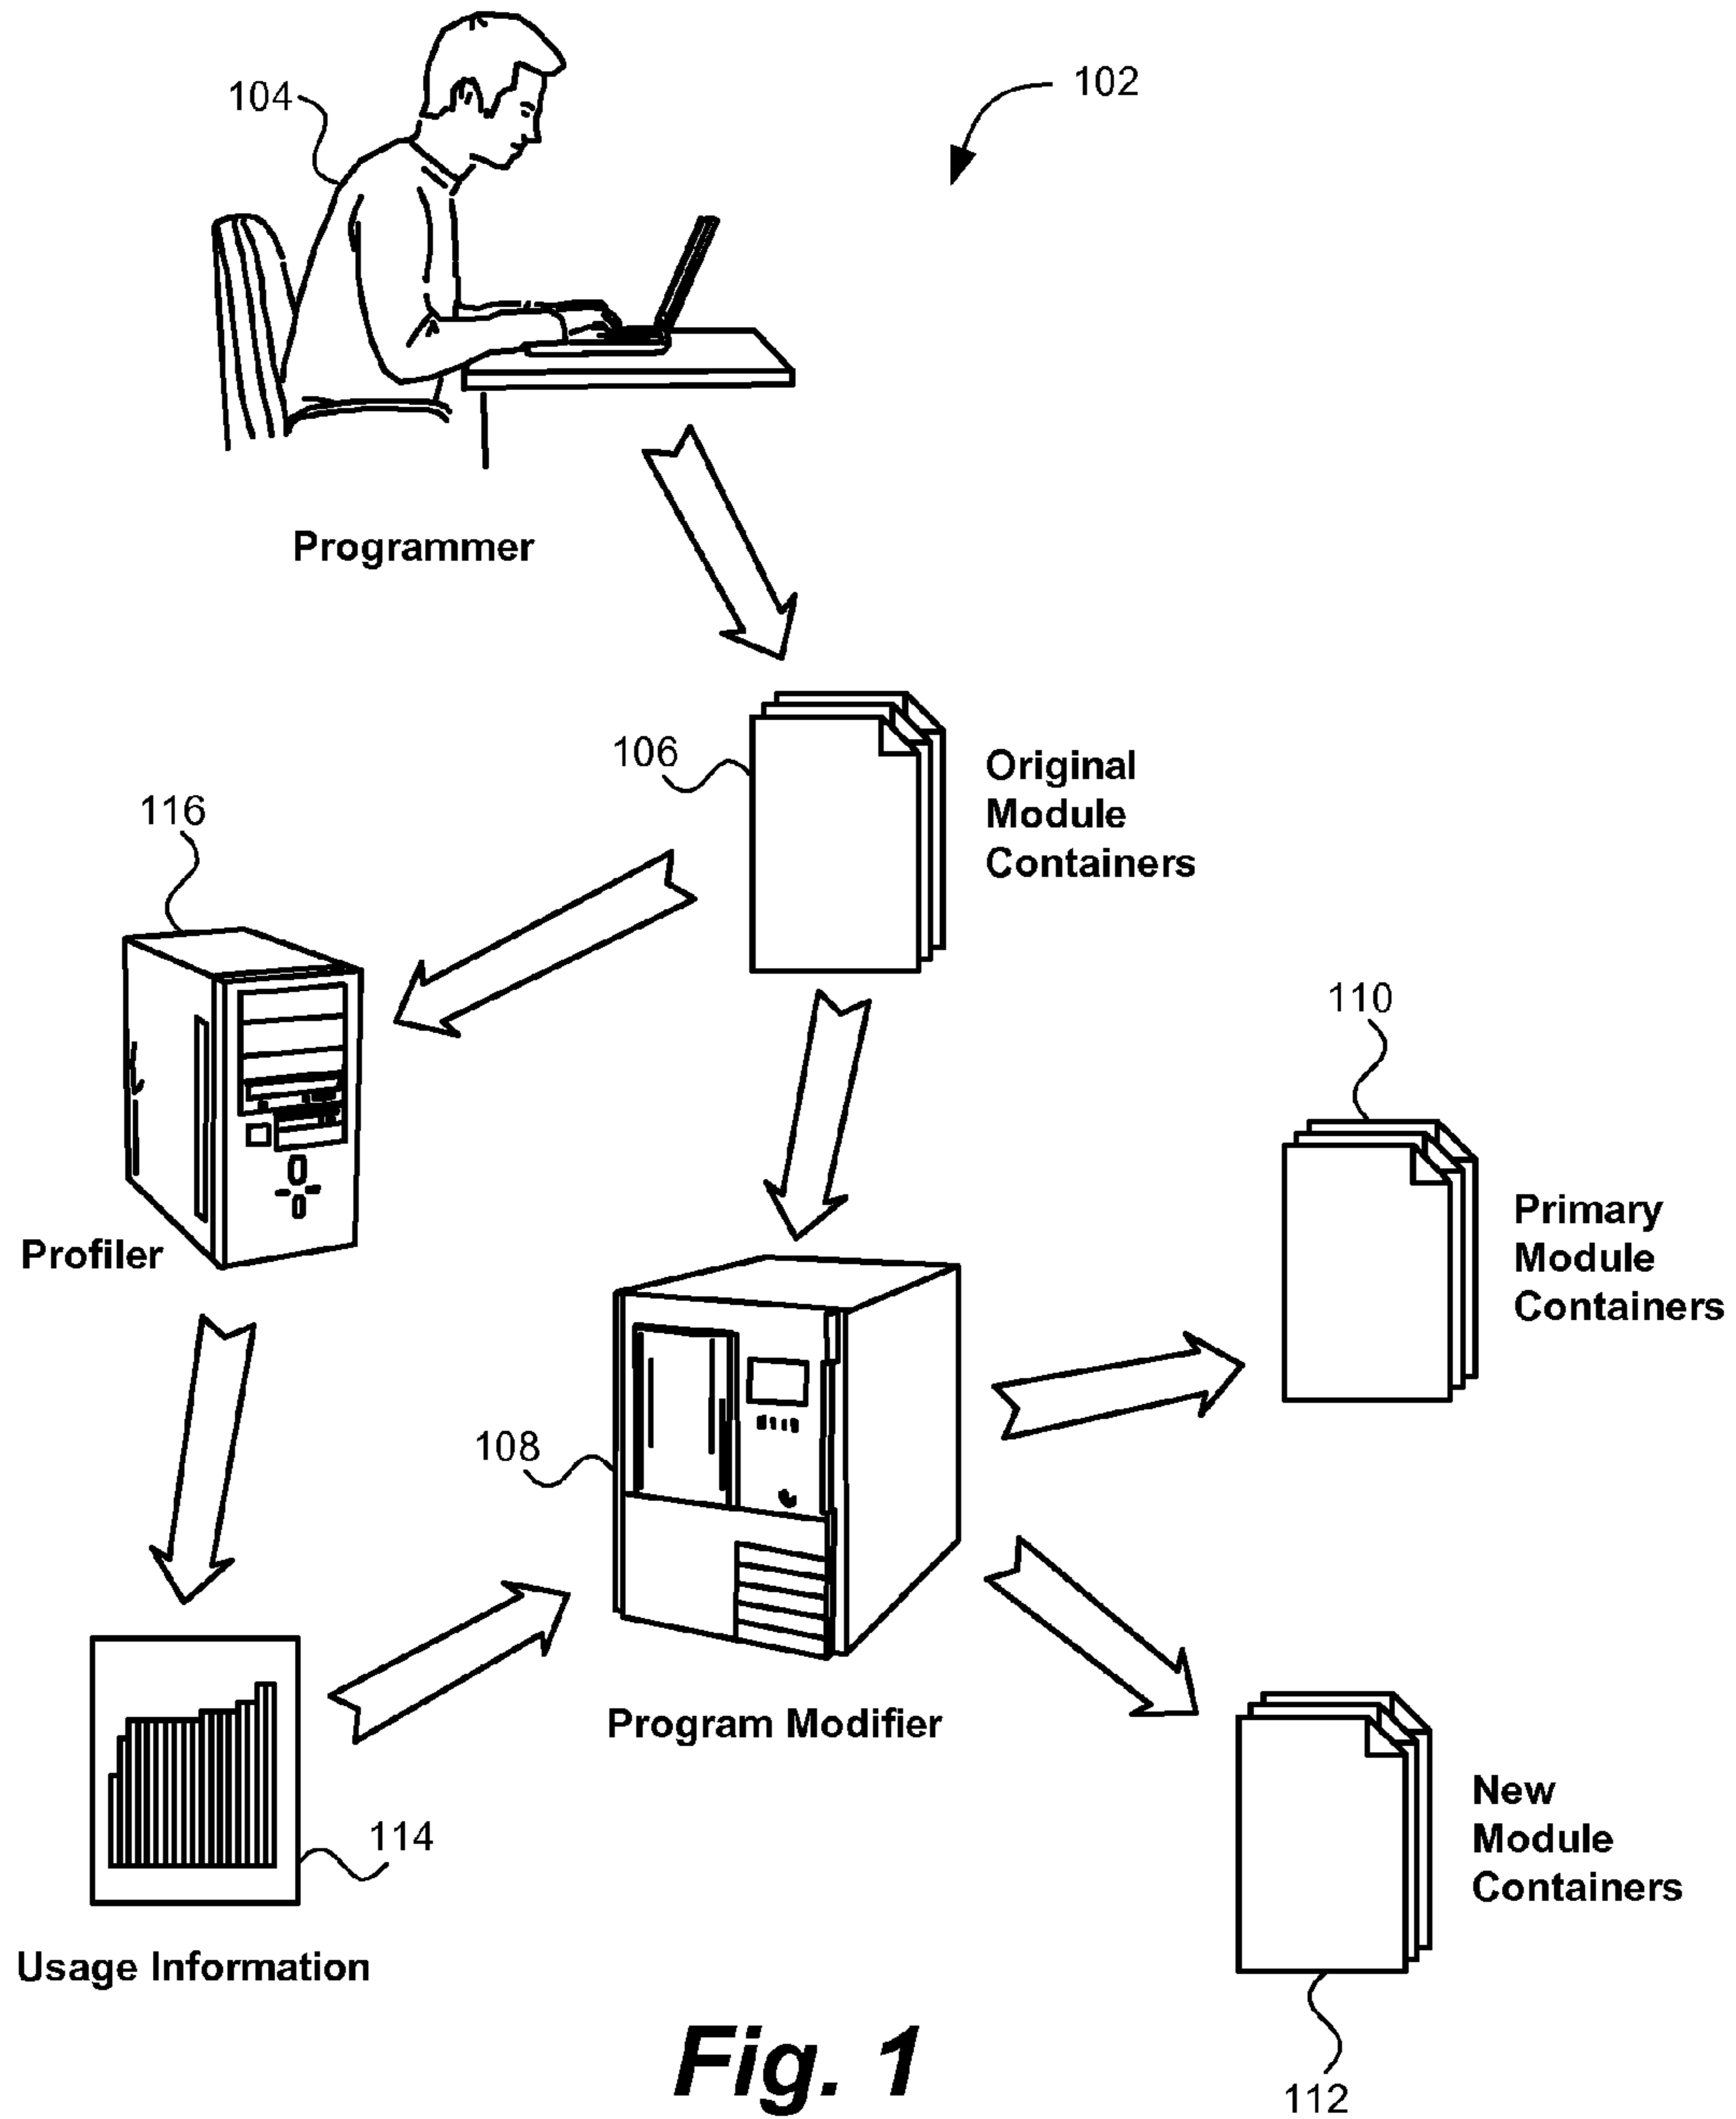 104
102
Programmer
106
Original
Module
Containers
116
110
Primary
Module
Containers
Profiler
108
Program Modifier
114
New
Module
Containers
Usage Information
Fig. 1
112